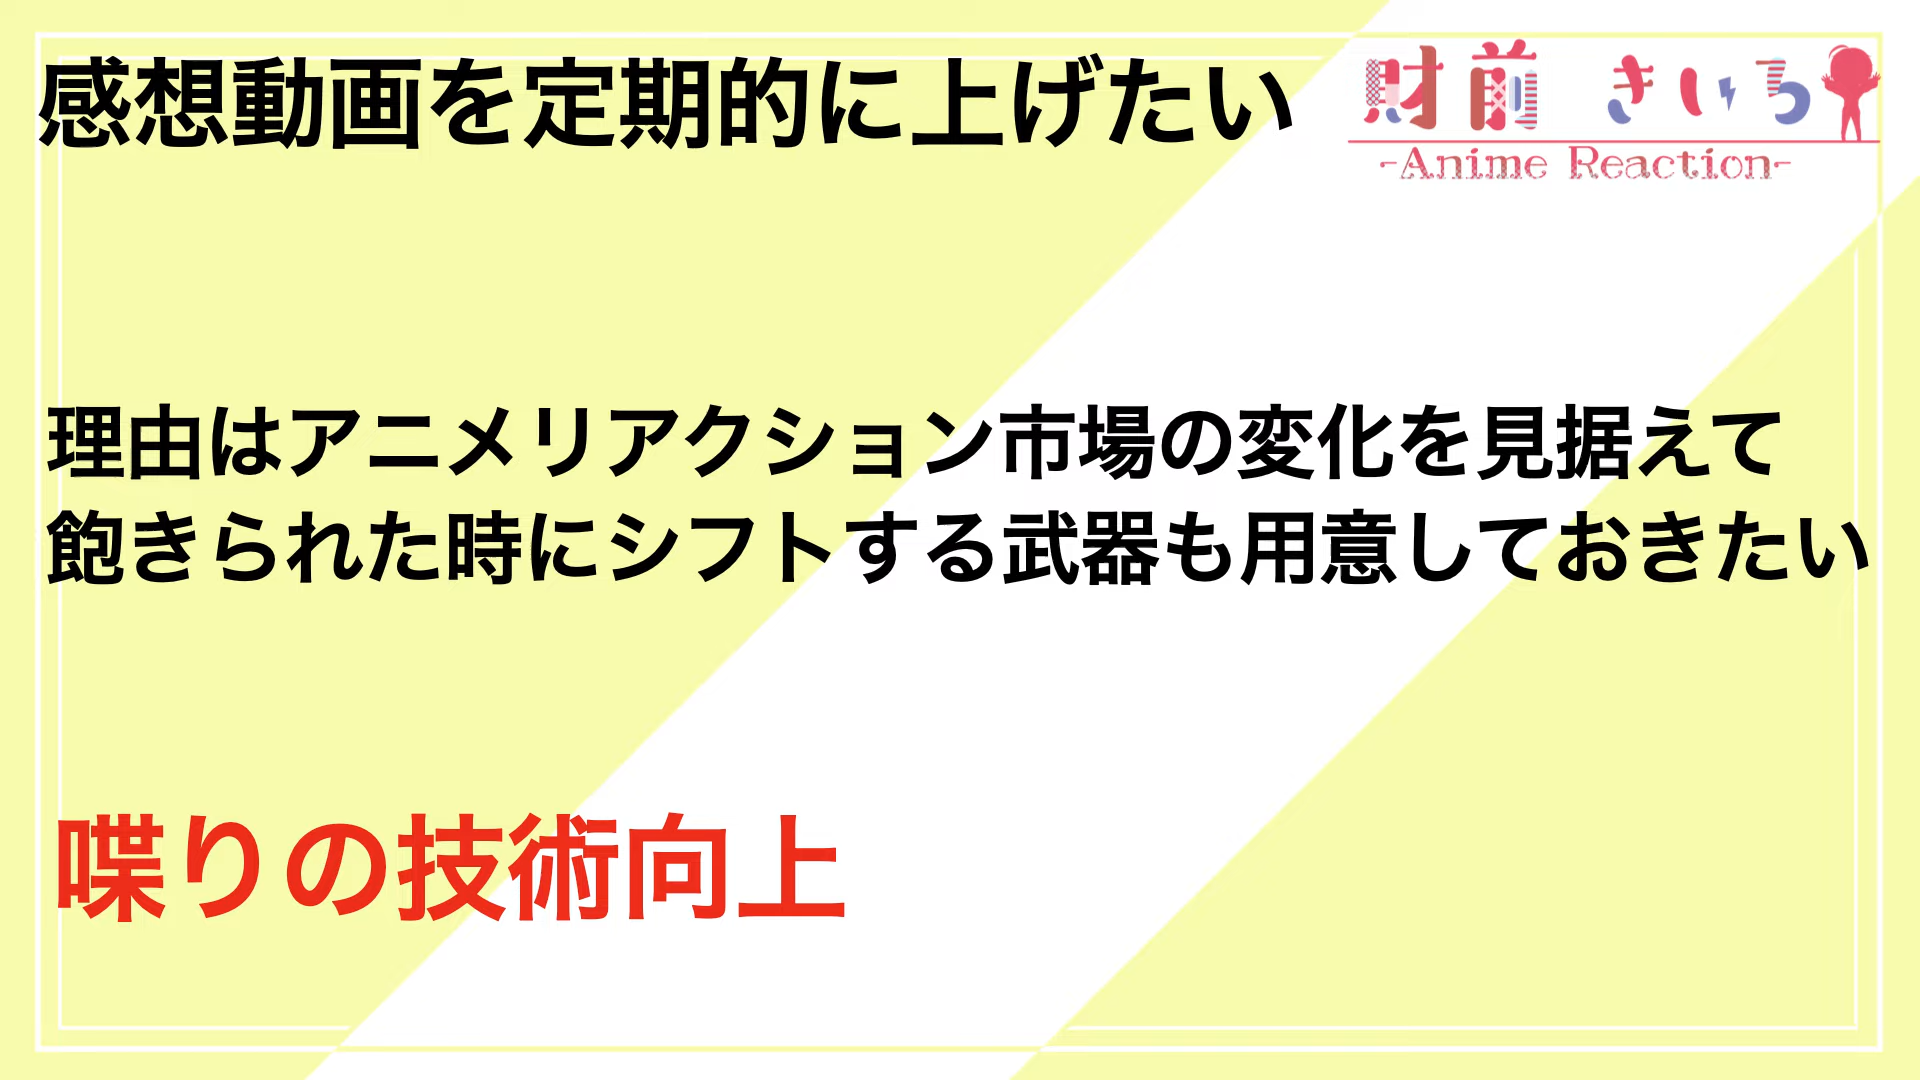 感想動画を定期的に上げたい
財前 きいろ
-Anime Reaction-
理由はアニメリアクション市場の変化を見据えて
飽きられた時にシフトする武器も用意しておきたい
喋りの技術向上